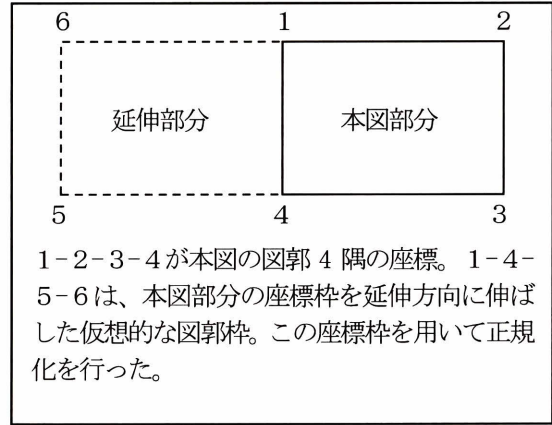 6 1 2
延伸部分 本図部分
5 4 3
1-2-3-4が本図の図郭 4 隅の座標。 1-4-
5-6は、本図部分の座標枠を延伸方向に伸ば
した仮想的な図郭枠。この座標枠を用いて正規
化を行った。